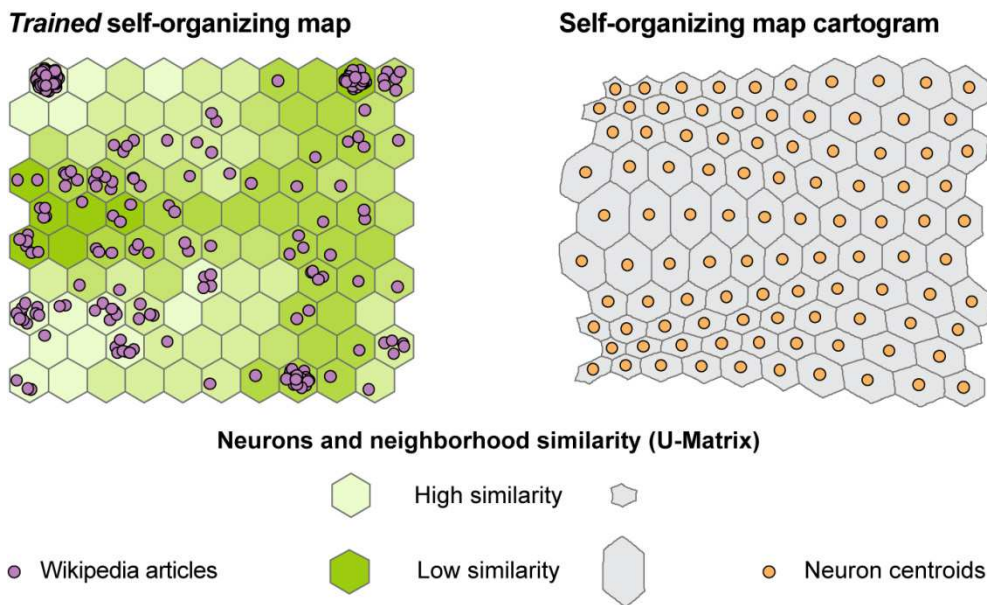 Trained self-organizing map
Self-organizing map cartogram
Neurons and neighborhood similarity (U-Matrix)
High similarity
Wikipedia articles
Low similarity
Neuron centroids